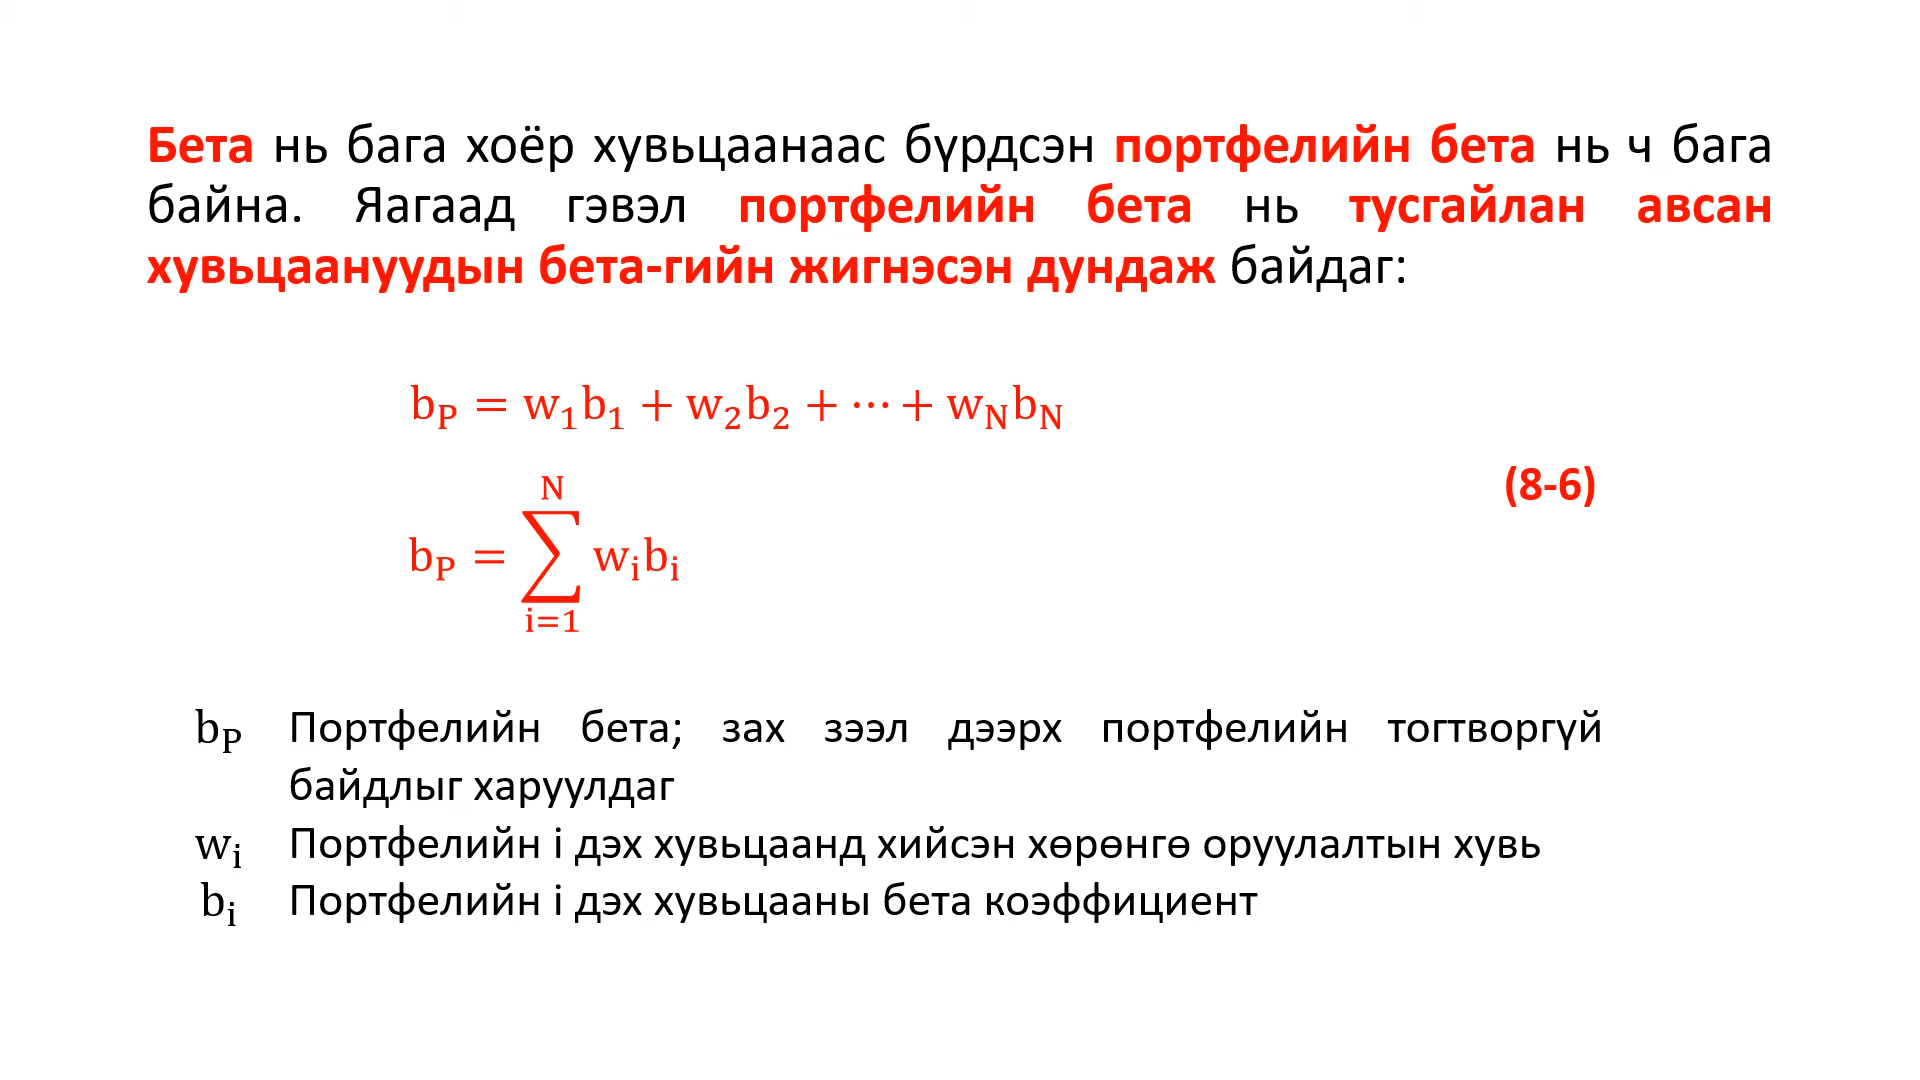 Бета нь бага хоёр хувьцаанаас бүрдсэн портфелийн бета нь ч бага
байна. Яагаад гэвэл портфелийн бета нь тусгайлан авсан
хувьцаануудын бета-гийн жигнэсэн дундаж байдаг:
b_P = w_1b_1 + w_2b_2 + ⋯ + w_Nb_N
(8-6)
b_P = ∑_{i=1}^{N} w_ib_i
b_P Портфелийн бета; зах зээл дээрх портфелийн тогтворгүй
байдлыг харуулдаг
w_i Портфелийн i дэх хувьцаанд хийсэн хөрөнгө оруулалтын хувь
b_i Портфелийн i дэх хувьцааны бета коэффициент